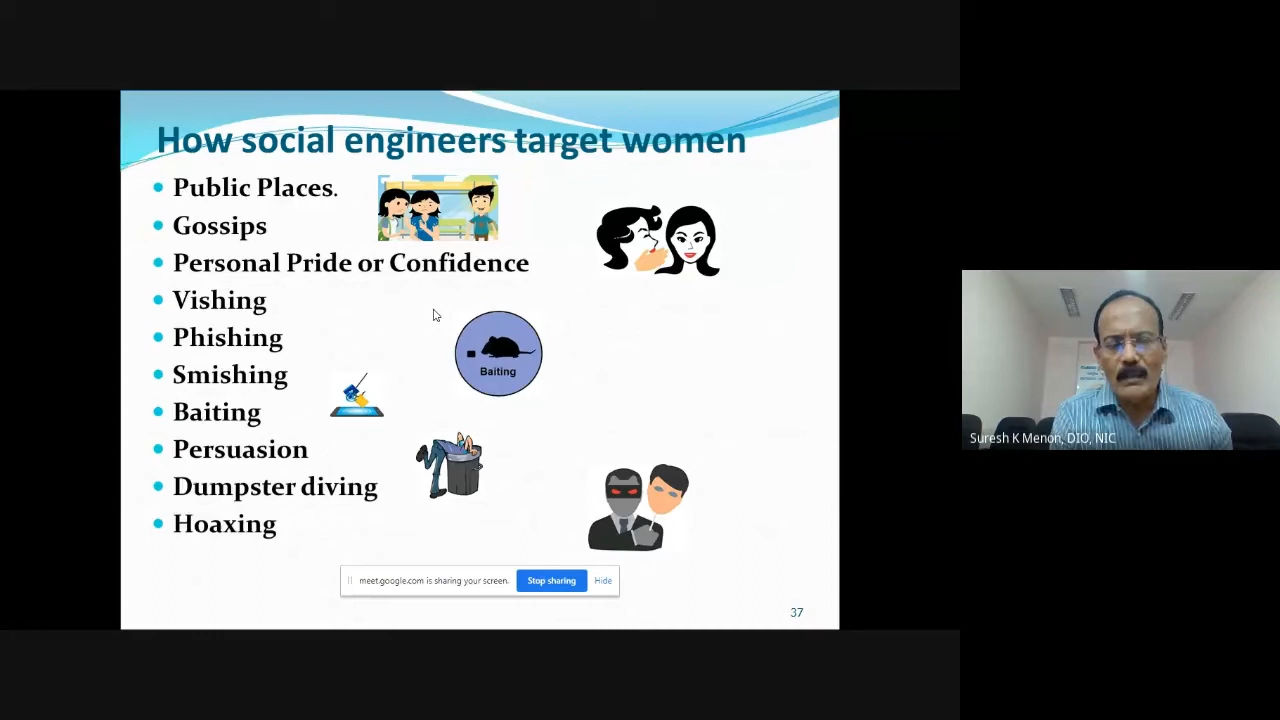 How social engineers target women
Public Places.
Gossips
Personal Pride or Confidence
Vishing
Phishing
Smishing
Baiting
Persuasion
Dumpster diving
Hoaxing
Baiting
meet.google.com is sharing your screen.
Stop sharing
Hide
37
Suresh K Menon, DIO, NIC